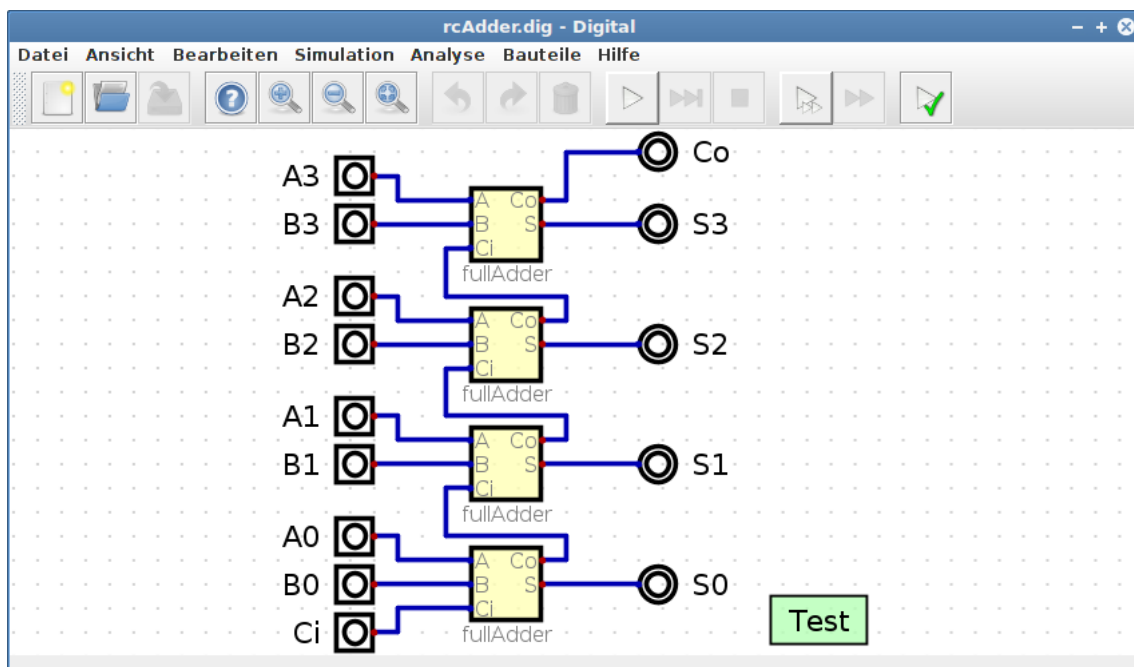 rcAdder.dig - Digital
Datei Ansicht Bearbeiten Simulation Analyse Bauteile Hilfe
Co
A3
A Co
B3
B S
S3
Ci
fullAdder
A2
A Co
B2
B S
S2
Ci
fullAdder
A1
A Co
B1
B S
S1
Ci
fullAdder
A0
A Co
B0
B S
S0
Ci
Test
Ci
fullAdder